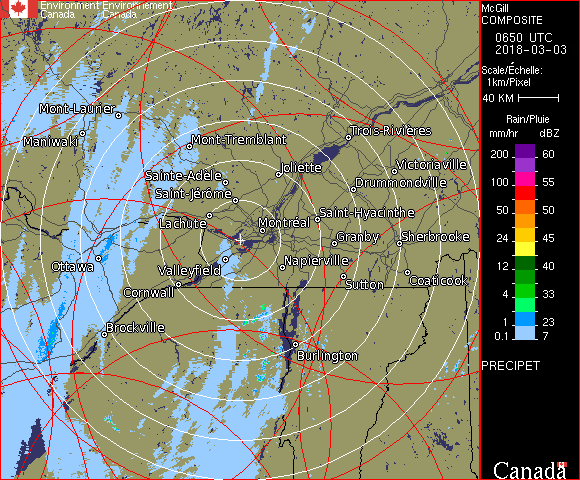 Environment Environnement
Canada Canada
McGill
COMPOSITE
0650 UTC
2018-03-03
Scale/Échelle:
1km/Pixel
40 KM
Rain/Pluie
mm/hr dBZ
200 60
100 55
50 50
24 45
12 40
8 35
4 33
1 23
0.1 7
PRECIPET
Canada
Mont-Laurier
Maniwaki
Mont-Tremblant
Trois-Rivières
Sainte-Adèle
Joliette
Victoriaville
Saint-Jérôme
Drummondville
Lachute
Montréal
Saint-Hyacinthe
Granby
Sherbrooke
Ottawa
Valleyfield
Napierville
Cornwall
Sutton
Coaticook
Brockville
Burlington